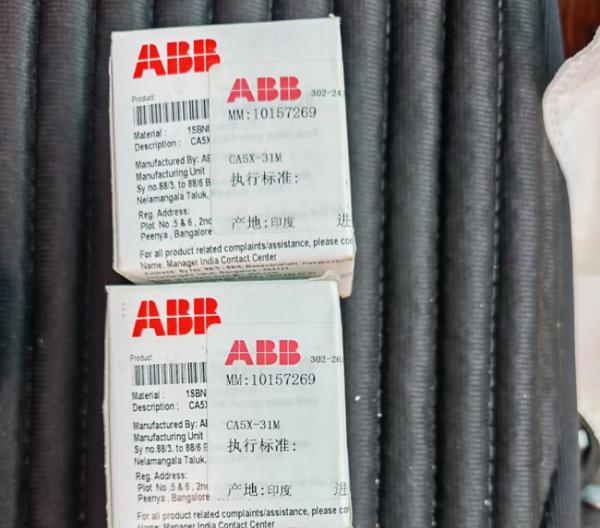 ABB
Product
Material : 1SBN
Description : CA5X
Manufactured By: AB
Manufacturing Unit
Sy no.88/3. to 88/6 B
Nelamangala Taluk,
Reg. Address:
Plot No .5 & 6 , 2nd
Peenya , Bangalore
For all product related complaints/assistance, please con
Name: Manager India Contact Center
ABB 302-24
MM:10157269
CA5X-31M
执行标准:
产地:印度 进
ABB
Product
Material : 1SBN
Description : CA5X
Manufactured By: AB
Manufacturing Unit
Sy no.88/3. to 88/6 B
Nelamangala Taluk,
Reg. Address:
Plot No .5 & 6 , 2nd
Peenya , Bangalore
For all product related complaints/assistance, please con
Name: Manager India Contact Center
ABB 302-26
MM:10157269
CA5X-31M
执行标准:
产地:印度 进